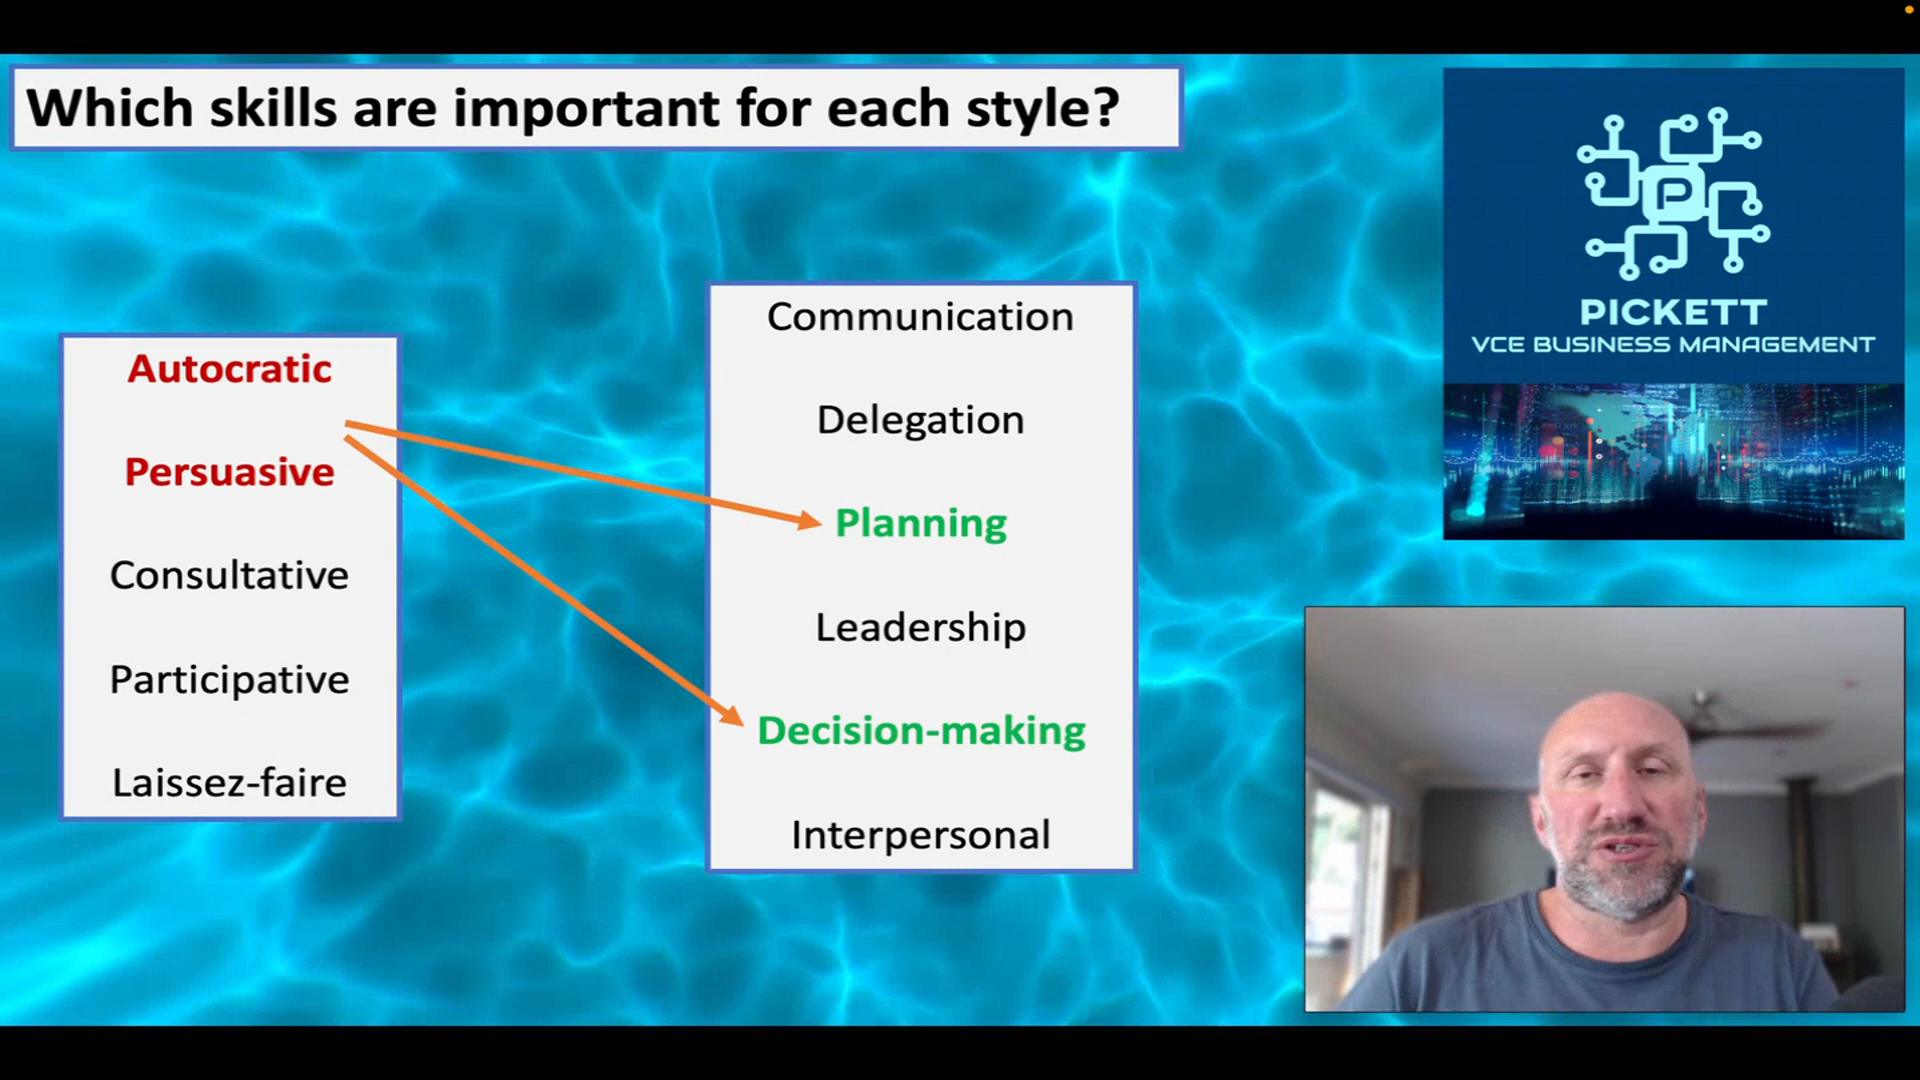 Which skills are important for each style?
PICKETT
VCE BUSINESS MANAGEMENT
Autocratic
Persuasive
Consultative
Participative
Laissez-faire
Communication
Delegation
Planning
Leadership
Decision-making
Interpersonal